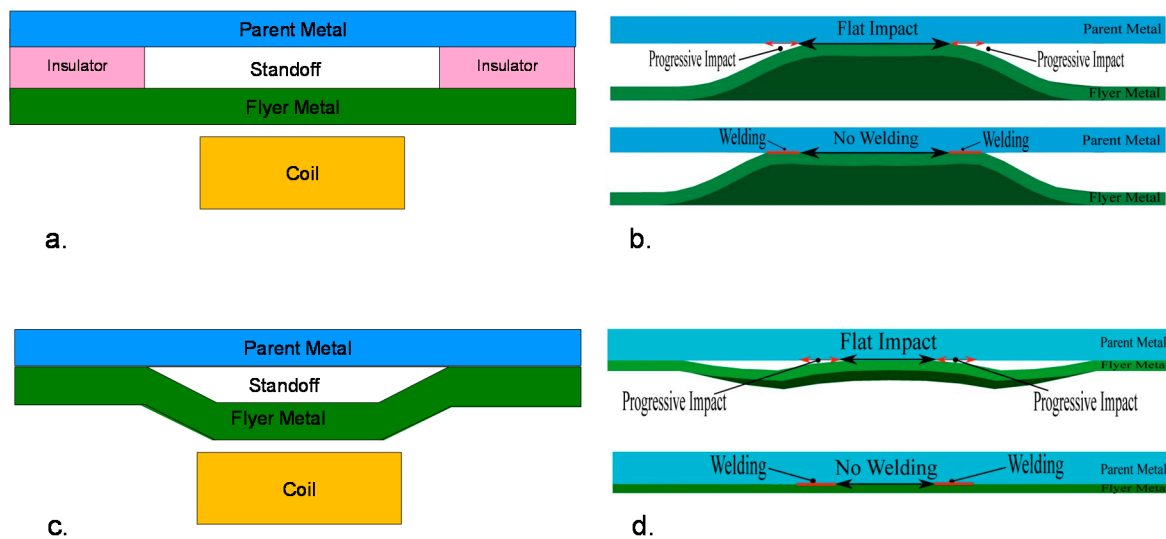 Parent Metal
Insulator
Standoff
Insulator
Flyer Metal
Coil
a.
Flat Impact
Parent Metal
Progressive Impact
Progressive Impact
Flyer Metal
Welding
No Welding
Welding
Parent Metal
Flyer Metal
b.
Parent Metal
Standoff
Flyer Metal
Coil
c.
Flat Impact
Parent Metal
Flyer Meta
Progressive Impact
Progressive Impact
Welding
No Welding
Welding
Parent Metal
Flyer Metal
d.